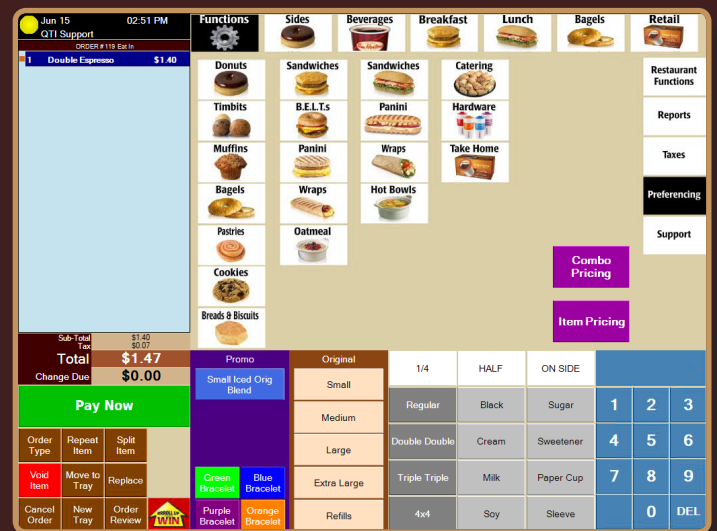 Jun 15 02:51 PM
QTI Support
ORDER # 119 Eat In
1 Double Espresso $1.40
Sub-Total $1.40
Tax $0.07
Total $1.47
Change Due $0.00
Pay Now
Order Type
Repeat Item
Split Item
Void Item
Move to Tray
Replace
Cancel Order
New Tray
Order Review
WIN
Functions
Sides
Beverages
Breakfast
Lunch
Bagels
Retail
Donuts
Sandwiches
Sandwiches
Catering
Timbits
B.E.L.T.s
Panini
Hardware
Muffins
Panini
Wraps
Take Home
Bagels
Wraps
Hot Bowls
Pastries
Oatmeal
Cookies
Breads & Biscuits
Restaurant Functions
Reports
Taxes
Preferencing
Support
Combo Pricing
Item Pricing
Promo
Small Iced Orig Blend
Green Bracelet
Blue Bracelet
Purple Bracelet
Orange Bracelet
Original
Small
Medium
Large
Extra Large
Refills
1/4
HALF
ON SIDE
Regular
Black
Sugar
Double Double
Cream
Sweetener
Triple Triple
Milk
Paper Cup
4x4
Soy
Sleeve
1 2 3
4 5 6
7 8 9
0 DEL